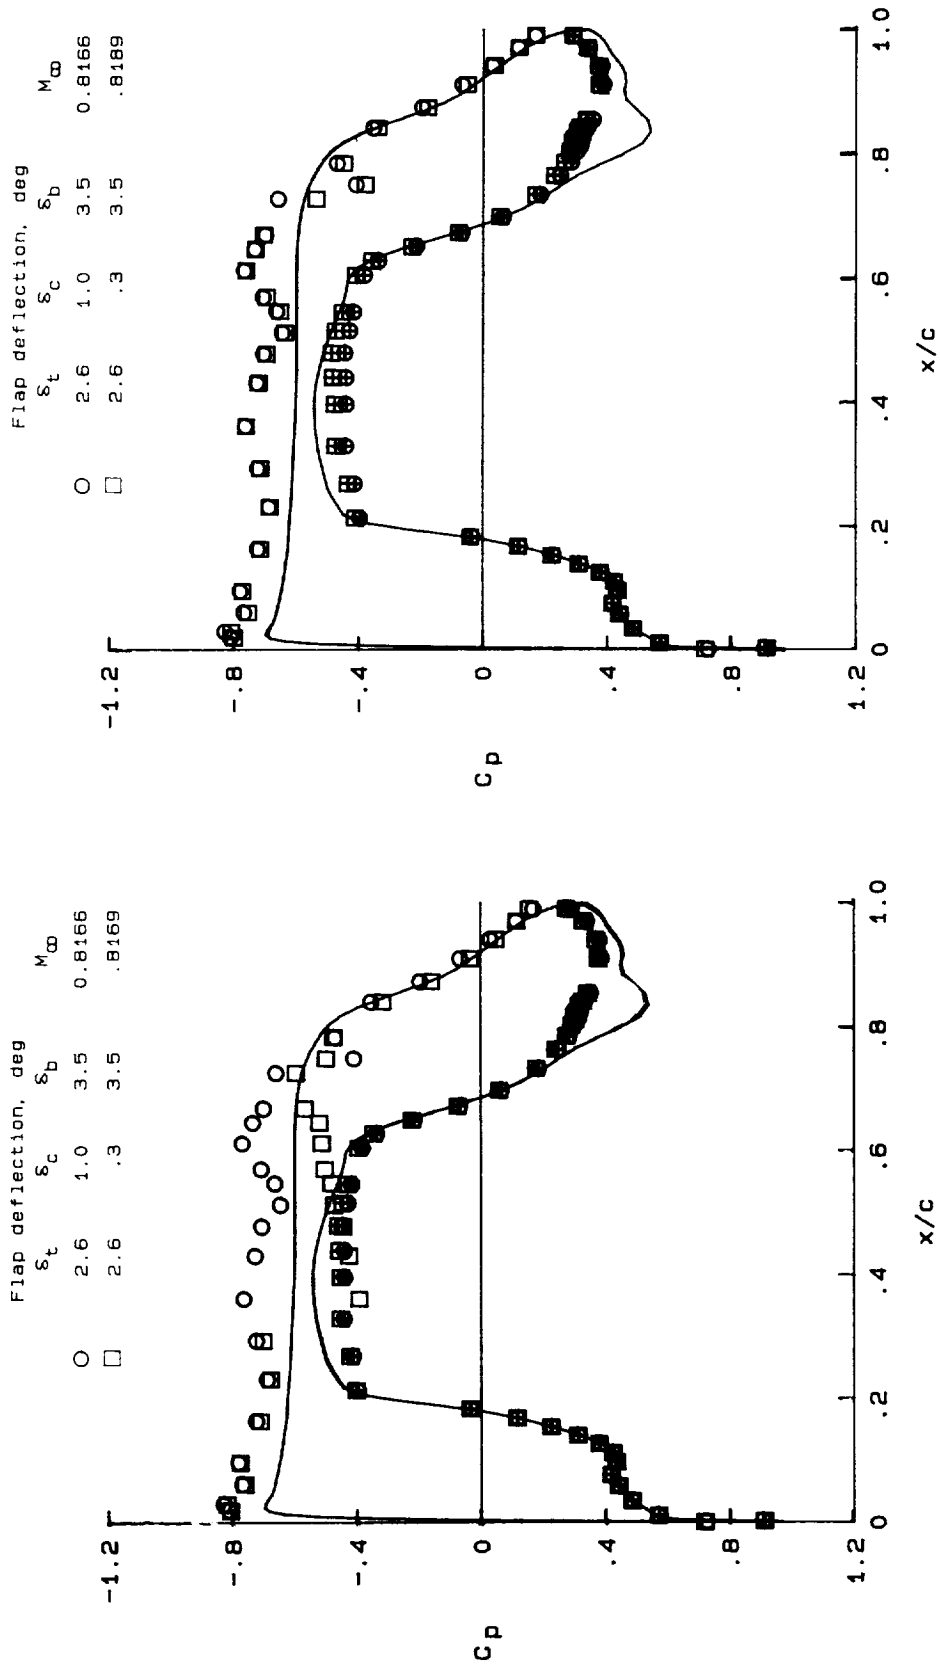 Flap deflection, deg
δt δc δb M∞
○ 2.6 1.0 3.5 0.8166
□ 2.6 .3 3.5 .8169
-1.2
-.8
-.4
0
.4
.8
1.2
Cp
0 .2 .4 .6 .8 1.0
x/c
Flap deflection, deg
δt δc δb M∞
○ 2.6 1.0 3.5 0.8166
□ 2.6 .3 3.5 .8189
-1.2
-.8
-.4
0
.4
.8
1.2
Cp
0 .2 .4 .6 .8 1.0
x/c